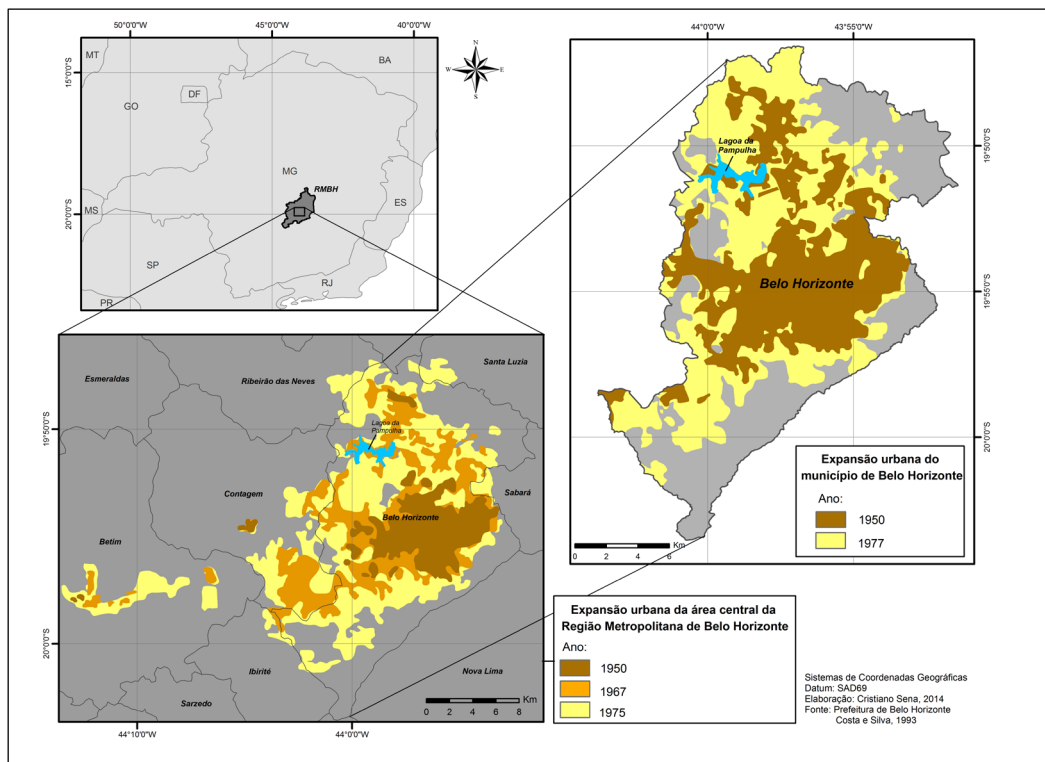 50°0'0"W
45°0'0"W
40°0'0"W
15°0'0"S
20°0'0"S
MT
BA
GO
DF
MG
RMBH
ES
MS
SP
RJ
PR
N
W
E
S
44°0'0"W
43°55'0"W
19°50'0"S
19°55'0"S
20°0'0"S
Lagoa da
Pampulha
Belo Horizonte
0 2 4 6
Km
Expansão urbana do
município de Belo Horizonte
Ano:
1950
1977
Esmeraldas
Ribeirão das Neves
Santa Luzia
19°50'0"S
Lagoa da
Pampulha
Contagem
Sabará
Belo Horizonte
Betim
20°0'0"S
Ibirité
Nova Lima
Sarzedo
0 2 4 6 8
Km
44°10'0"W
44°0'0"W
Expansão urbana da área central da
Região Metropolitana de Belo Horizonte
Ano:
1950
1967
1975
Sistemas de Coordenadas Geográficas
Datum: SAD69
Elaboração: Cristiano Sena, 2014
Fonte: Prefeitura de Belo Horizonte
Costa e Silva, 1993